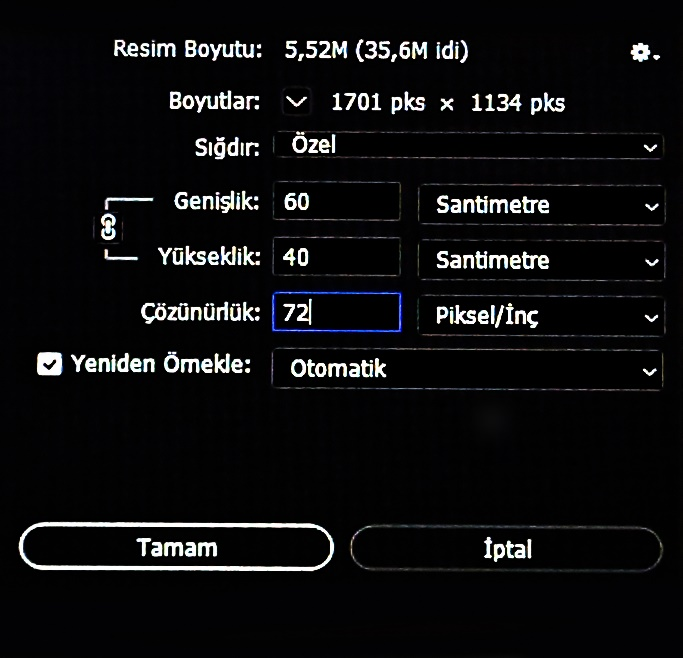 Resim Boyutu: 5,52M (35,6M idi)
Boyutlar: 1701 pks x 1134 pks
Sığdır: Özel
Genişlik: 60 Santimetre
Yükseklik: 40 Santimetre
Çözünürlük: 72 Piksel/İnç
Yeniden Örnekle: Otomatik
Tamam İptal